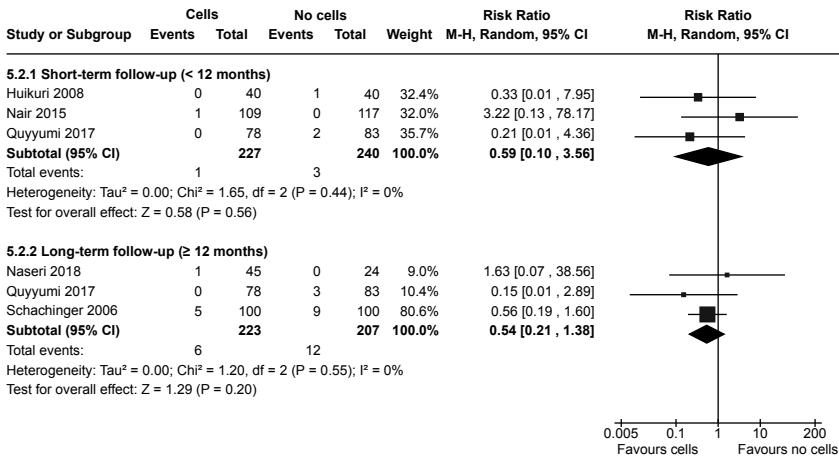 Cells No cells Risk Ratio Risk Ratio
Study or Subgroup Events Total Events Total Weight M-H, Random, 95% CI M-H, Random, 95% CI
5.2.1 Short-term follow-up (< 12 months)
Huikuri 2008 0 40 1 40 32.4% 0.33 [0.01 , 7.95]
Nair 2015 1 109 0 117 32.0% 3.22 [0.13 , 78.17]
Quyyumi 2017 0 78 2 83 35.7% 0.21 [0.01 , 4.36]
Subtotal (95% CI) 227 240 100.0% 0.59 [0.10 , 3.56]
Total events: 1 3
Heterogeneity: Tau² = 0.00; Chi² = 1.65, df = 2 (P = 0.44); I² = 0%
Test for overall effect: Z = 0.58 (P = 0.56)
5.2.2 Long-term follow-up (≥ 12 months)
Naseri 2018 1 45 0 24 9.0% 1.63 [0.07 , 38.56]
Quyyumi 2017 0 78 3 83 10.4% 0.15 [0.01 , 2.89]
Schachinger 2006 5 100 9 100 80.6% 0.56 [0.19 , 1.60]
Subtotal (95% CI) 223 207 100.0% 0.54 [0.21 , 1.38]
Total events: 6 12
Heterogeneity: Tau² = 0.00; Chi² = 1.20, df = 2 (P = 0.55); I² = 0%
Test for overall effect: Z = 1.29 (P = 0.20)
0.005 0.1 1 10 200
Favours cells Favours no cells